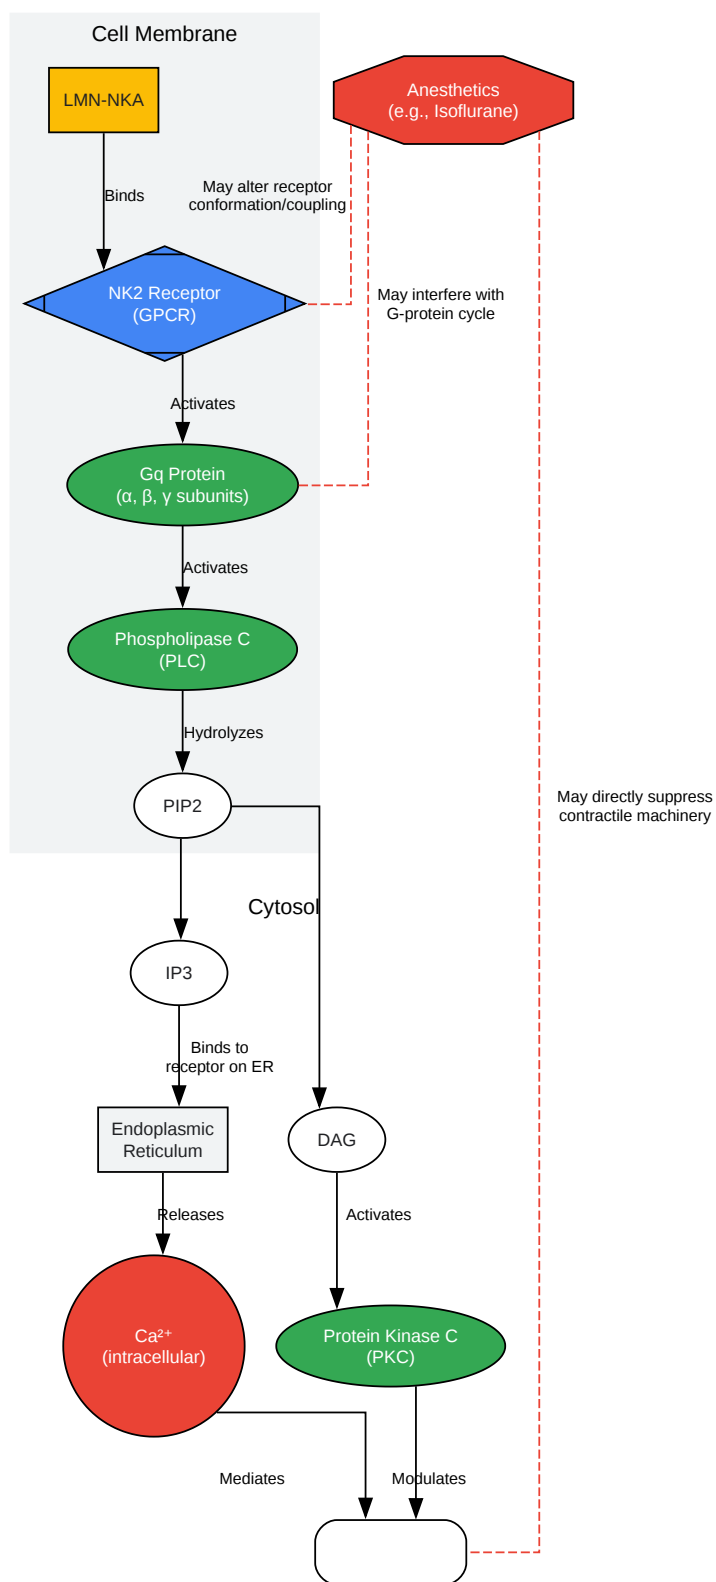 Cell Membrane
LMN-NKA
Anesthetics
(e.g., Isoflurane)
Binds
May alter receptor
conformation/coupling
NK2 Receptor
(GPCR)
May interfere with
G-protein cycle
Activates
Gq Protein
(α, β, γ subunits)
Activates
Phospholipase C
(PLC)
Hydrolyzes
PIP2
May directly suppress
contractile machinery
Cytosol
IP3
Binds to
receptor on ER
Endoplasmic
Reticulum
DAG
Releases
Activates
Ca²⁺
(intracellular)
Protein Kinase C
(PKC)
Mediates
Modulates